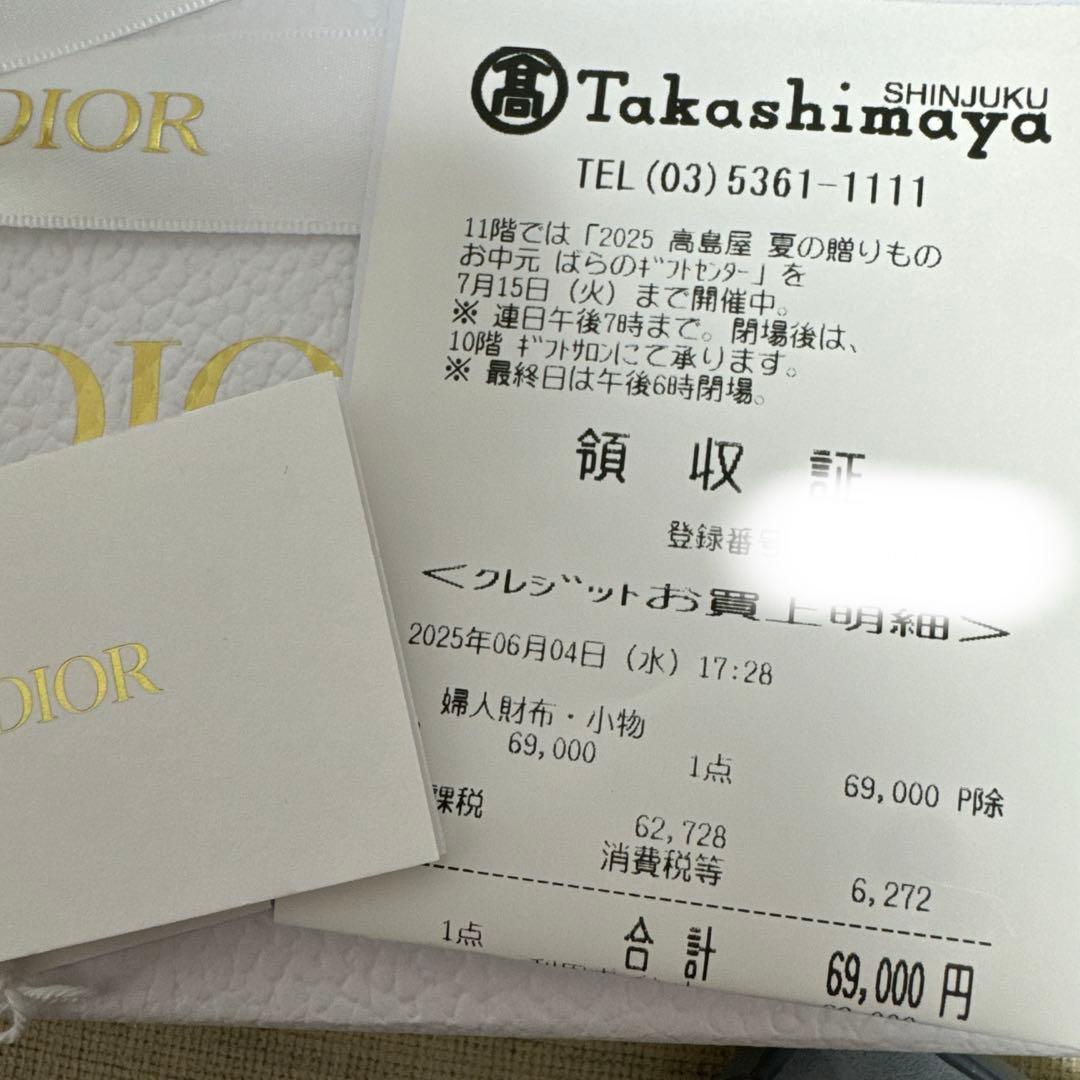 DIOR
DIO
DIOR
高 Takashimaya
SHINJUKU
TEL (03) 5361-1111
11階では「2025 髙島屋 夏の贈りもの
お中元 ばらのｷﾞﾌﾄｾﾝﾀｰ」を
7月15日（火）まで開催中。
※ 連日午後7時まで。閉場後は、
10階 ｷﾞﾌﾄｻﾛﾝにて承ります。
※ 最終日は午後6時閉場。
領 収 証
登録番号
＜クレジットお買上明細＞
2025年06月04日（水）17:28
婦人財布・小物
69,000 1点 69,000 P除
課税 62,728
消費税等 6,272
1点 合 計 69,000 円